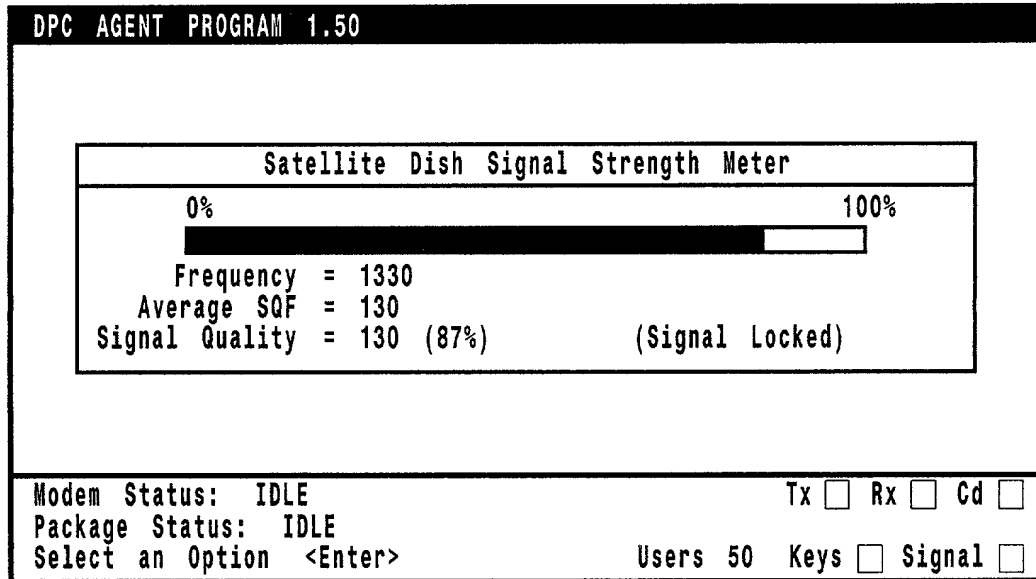 DPC AGENT PROGRAM 1.50
Satellite Dish Signal Strength Meter
0% 100%
Frequency = 1330
Average SQF = 130
Signal Quality = 130 (87%) (Signal Locked)
Modem Status: IDLE Tx Rx Cd
Package Status: IDLE
Select an Option <Enter> Users 50 Keys Signal